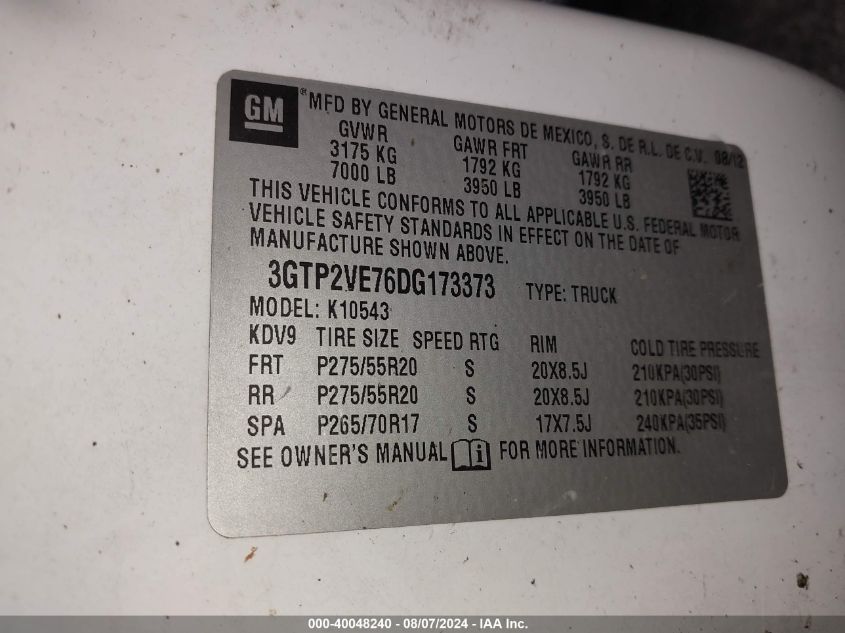 GM ® MFD BY GENERAL MOTORS DE MEXICO, S. DE R.L. DE C.V. 08/12
GVWR GAWR FRT GAWR RR
3175 KG 1792 KG 1792 KG
7000 LB 3950 LB 3950 LB
THIS VEHICLE CONFORMS TO ALL APPLICABLE U.S. FEDERAL MOTOR
VEHICLE SAFETY STANDARDS IN EFFECT ON THE DATE OF
MANUFACTURE SHOWN ABOVE.
3GTP2VE76DG173373 TYPE: TRUCK
MODEL: K10543
KDV9 TIRE SIZE SPEED RTG RIM COLD TIRE PRESSURE
FRT P275/55R20 S 20X8.5J 210KPA(30PSI)
RR P275/55R20 S 20X8.5J 210KPA(30PSI)
SPA P265/70R17 S 17X7.5J 240KPA(35PSI)
SEE OWNER'S MANUAL i FOR MORE INFORMATION.
000-40048240 - 08/07/2024 - IAA Inc.